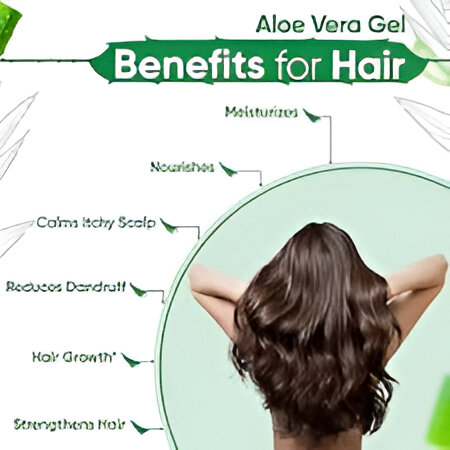 Aloe Vera Gel
Benefits for Hair
Moisturizes
Nourishes
Calms Itchy Scalp
Reduces Dandruff
Hair Growth*
Strengthens Hair